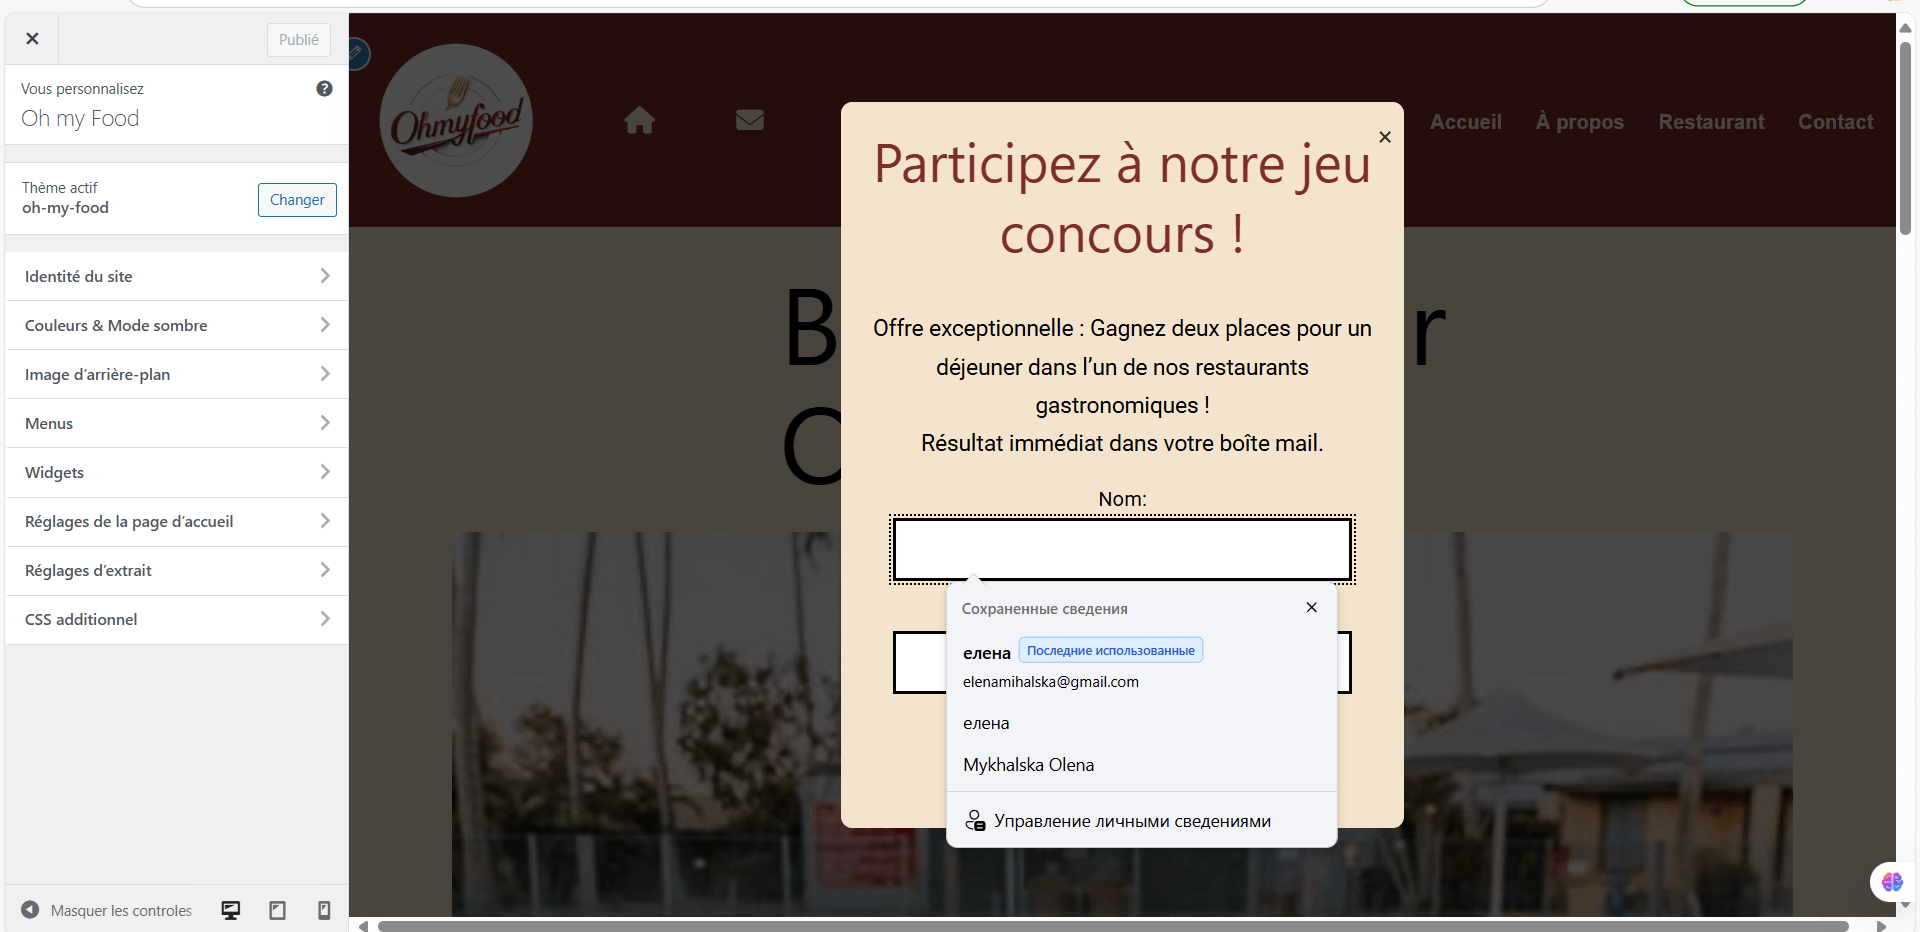 Publié
Vous personnalisez
Oh my Food
Thème actif
oh-my-food
Changer
Identité du site
Couleurs & Mode sombre
Image d’arrière-plan
Menus
Widgets
Réglages de la page d’accueil
Réglages d’extrait
CSS additionnel
Masquer les controles
Ohmyfood
Accueil
À propos
Restaurant
Contact
B
r
O
Participez à notre jeu
concours !
Offre exceptionnelle : Gagnez deux places pour un
déjeuner dans l’un de nos restaurants
gastronomiques !
Résultat immédiat dans votre boîte mail.
Nom:
Сохраненные сведения
елена Последние использованные
elenamihalska@gmail.com
елена
Mykhalska Olena
Управление личными сведениями